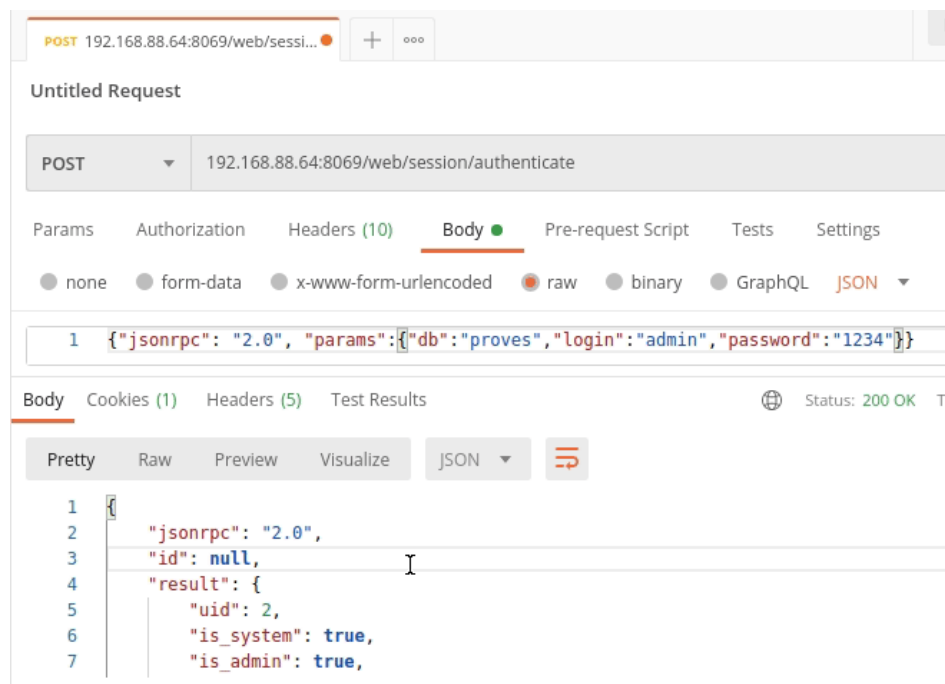 POST 192.168.88.64:8069/web/sessi...
Untitled Request
POST 192.168.88.64:8069/web/session/authenticate
Params Authorization Headers (10) Body Pre-request Script Tests Settings
none form-data x-www-form-urlencoded raw binary GraphQL JSON
1 {"jsonrpc": "2.0", "params":{"db":"proves","login":"admin","password":"1234"}}
Body Cookies (1) Headers (5) Test Results Status: 200 OK T
Pretty Raw Preview Visualize JSON
1 {
2 "jsonrpc": "2.0",
3 "id": null,
4 "result": {
5 "uid": 2,
6 "is_system": true,
7 "is_admin": true,